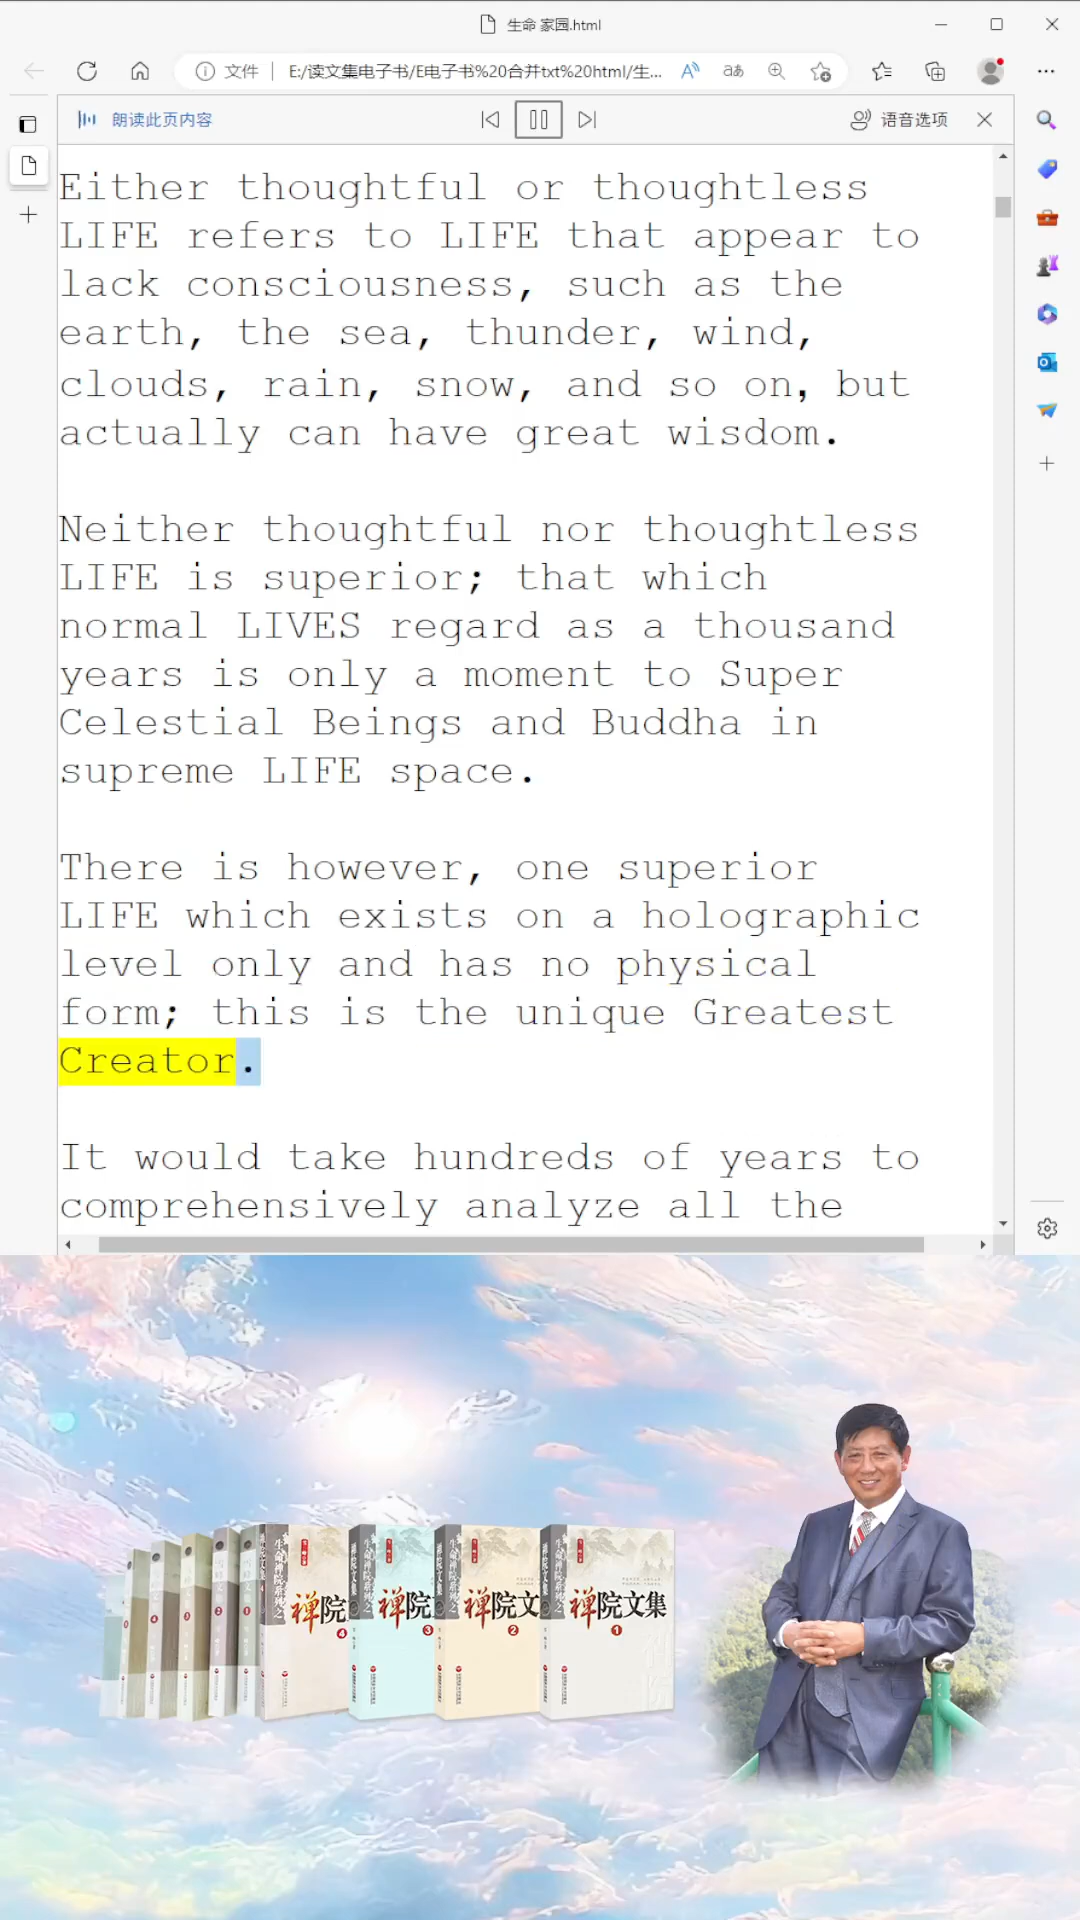 生命 家园.html
文件
E:/读文集电子书/E电子书%20合并txt%20html/生...
朗读此页内容
语音选项
Either thoughtful or thoughtless
LIFE refers to LIFE that appear to
lack consciousness, such as the
earth, the sea, thunder, wind,
clouds, rain, snow, and so on, but
actually can have great wisdom.
Neither thoughtful nor thoughtless
LIFE is superior; that which
normal LIVES regard as a thousand
years is only a moment to Super
Celestial Beings and Buddha in
supreme LIFE space.
There is however, one superior
LIFE which exists on a holographic
level only and has no physical
form; this is the unique Greatest
Creator.
It would take hundreds of years to
comprehensively analyze all the
禅院
4
禅院
3
禅院文
2
禅院文集
1